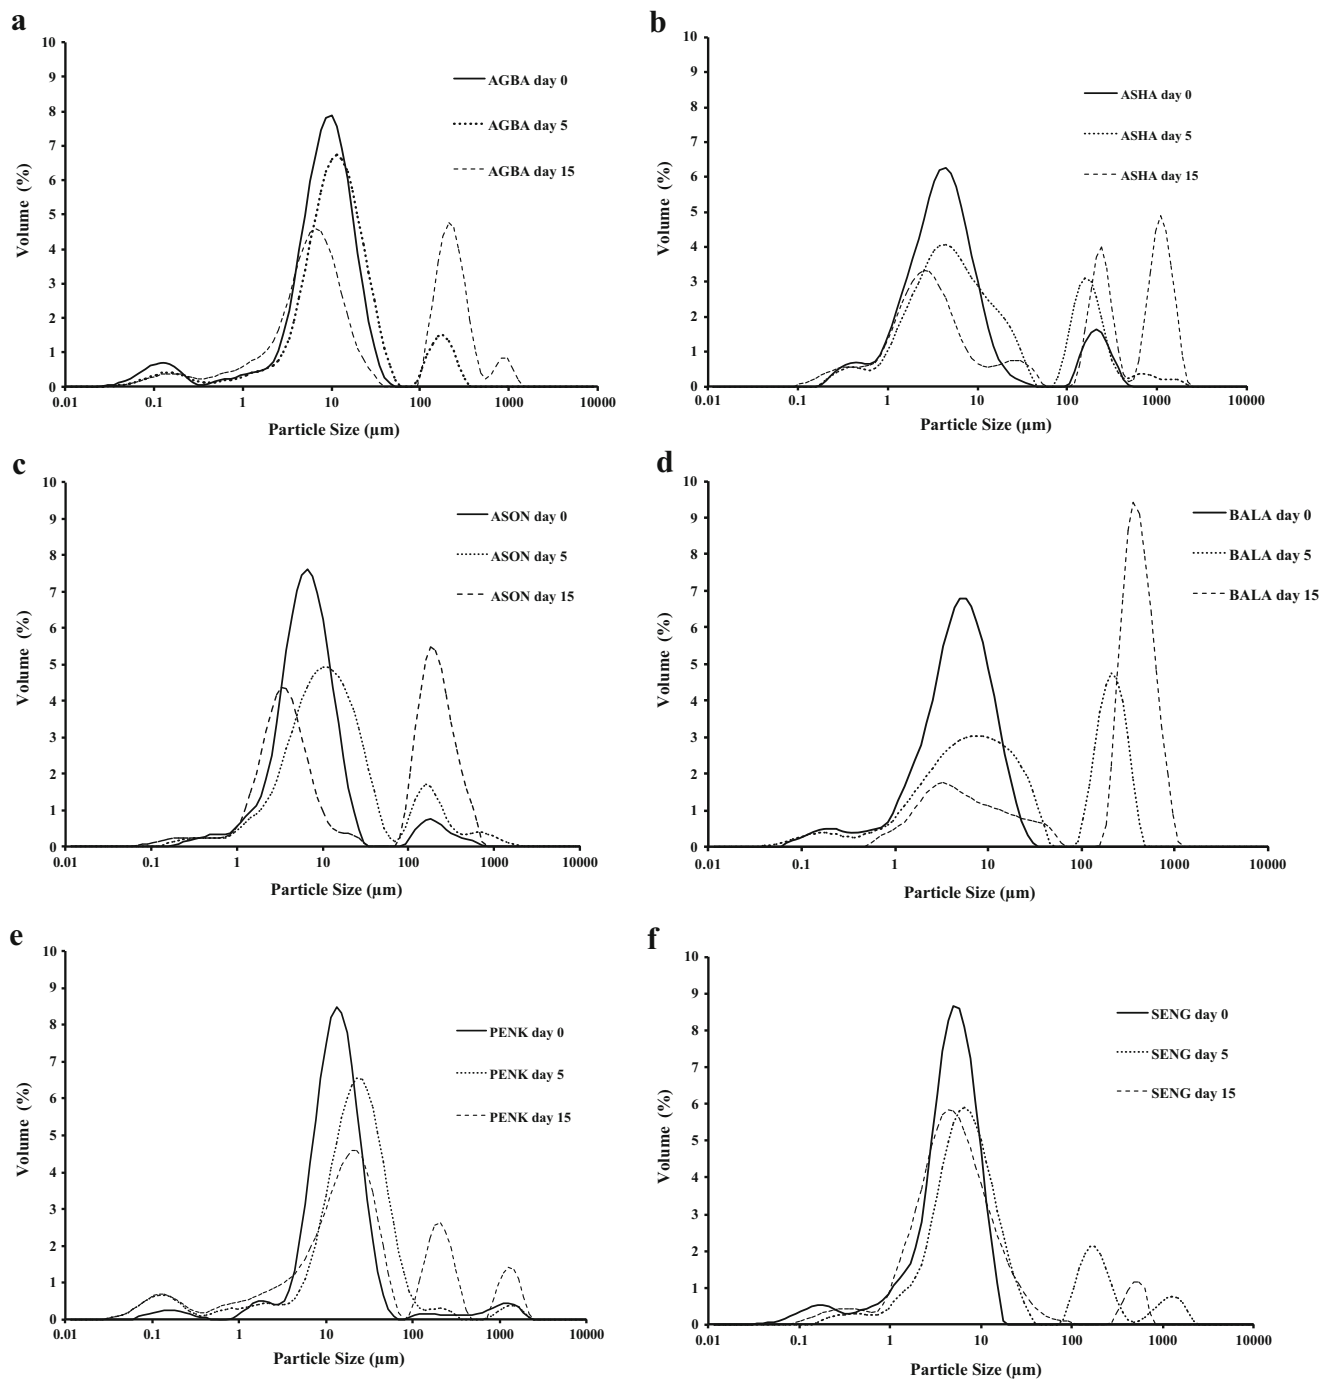 a
10
9
8
7
6
5
4
3
2
1
0
Volume (%)
AGBA day 0
AGBA day 5
AGBA day 15
0.01 0.1 1 10 100 1000 10000
Particle Size (µm)
b
10
9
8
7
6
5
4
3
2
1
0
Volume (%)
ASHA day 0
ASHA day 5
ASHA day 15
0.01 0.1 1 10 100 1000 10000
Particle Size (µm)
c
10
9
8
7
6
5
4
3
2
1
0
Volume (%)
ASON day 0
ASON day 5
ASON day 15
0.01 0.1 1 10 100 1000 10000
Particle Size (µm)
d
10
9
8
7
6
5
4
3
2
1
0
Volume (%)
BALA day 0
BALA day 5
BALA day 15
0.01 0.1 1 10 100 1000 10000
Particle Size (µm)
e
10
9
8
7
6
5
4
3
2
1
0
Volume (%)
PENK day 0
PENK day 5
PENK day 15
0.01 0.1 1 10 100 1000 10000
Particle Size (µm)
f
10
9
8
7
6
5
4
3
2
1
0
Volume (%)
SENG day 0
SENG day 5
SENG day 15
0.01 0.1 1 10 100 1000 10000
Particle Size (µm)